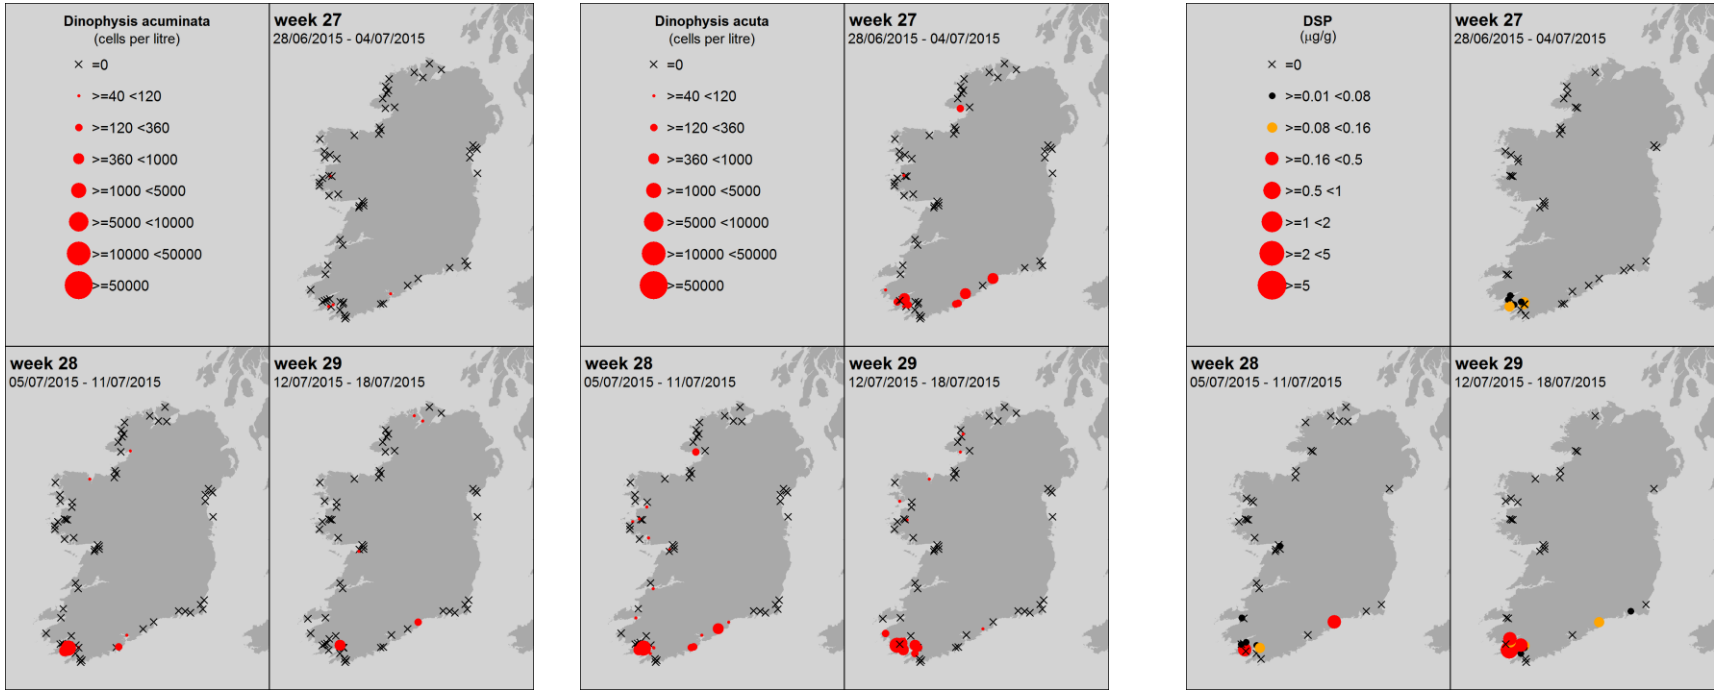 Dinophysis acuminata
(cells per litre)
=0
>=40 <120
>=120 <360
>=360 <1000
>=1000 <5000
>=5000 <10000
>=10000 <50000
>=50000
week 27
28/06/2015 - 04/07/2015
week 28
05/07/2015 - 11/07/2015
week 29
12/07/2015 - 18/07/2015
Dinophysis acuta
(cells per litre)
=0
>=40 <120
>=120 <360
>=360 <1000
>=1000 <5000
>=5000 <10000
>=10000 <50000
>=50000
week 27
28/06/2015 - 04/07/2015
week 28
05/07/2015 - 11/07/2015
week 29
12/07/2015 - 18/07/2015
DSP
(μg/g)
=0
>=0.01 <0.08
>=0.08 <0.16
>=0.16 <0.5
>=0.5 <1
>=1 <2
>=2 <5
>=5
week 27
28/06/2015 - 04/07/2015
week 28
05/07/2015 - 11/07/2015
week 29
12/07/2015 - 18/07/2015